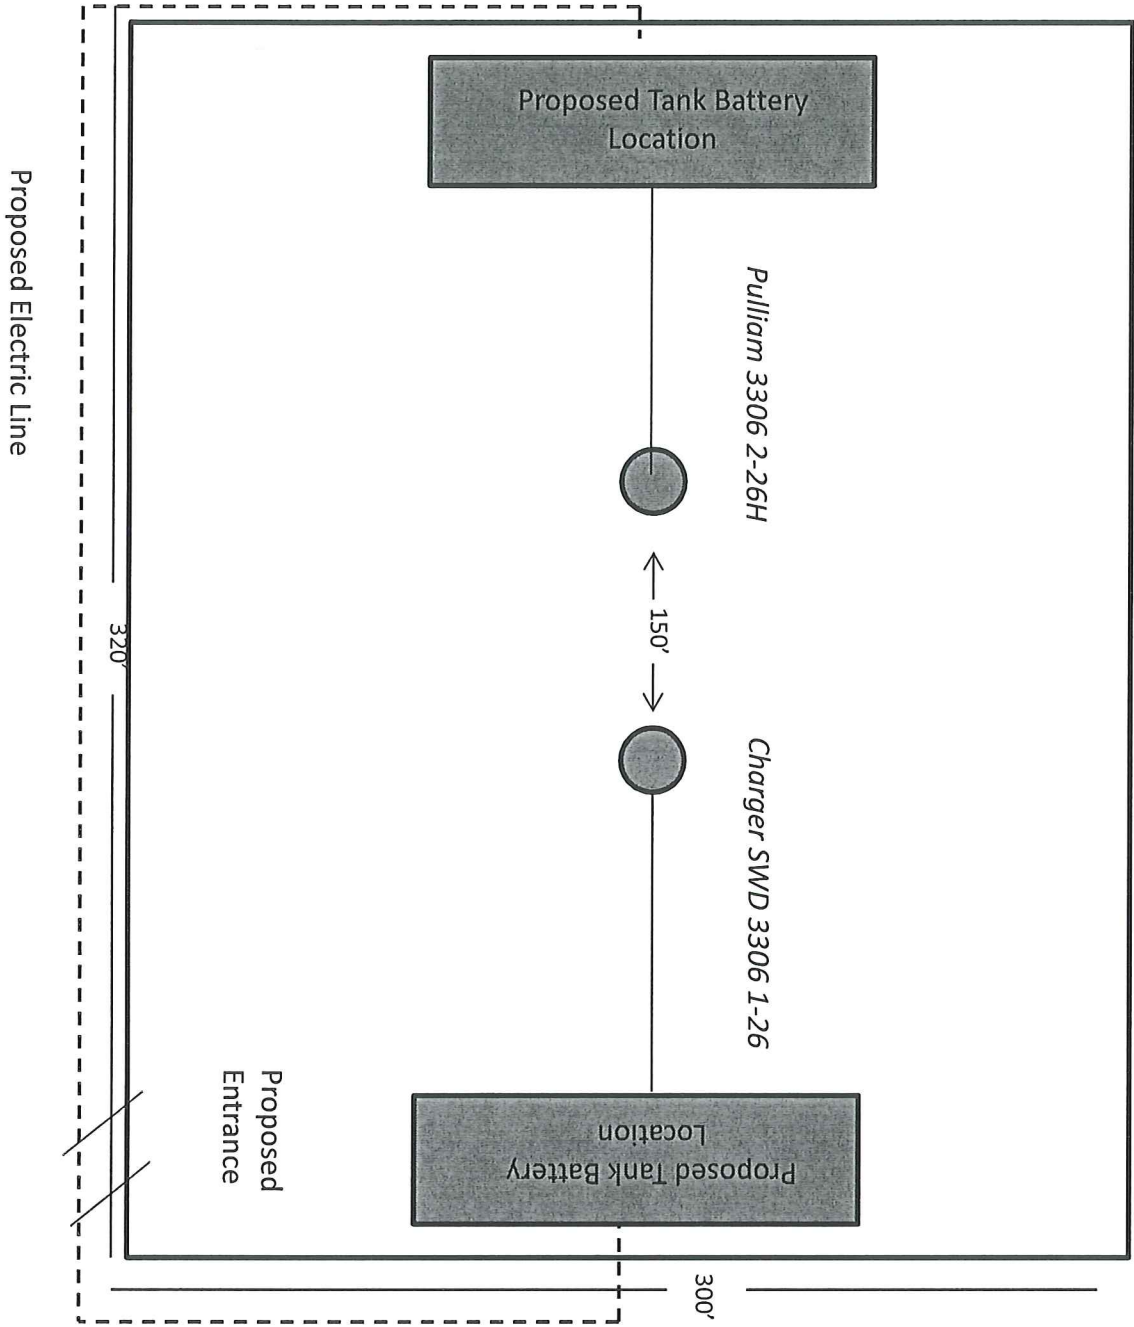 Proposed Tank Battery
Location
Pulliam 3306 2-26H
150'
Charger SWD 3306 1-26
Proposed Tank Battery
Location
Proposed
Entrance
Proposed Electric Line
320'
300'